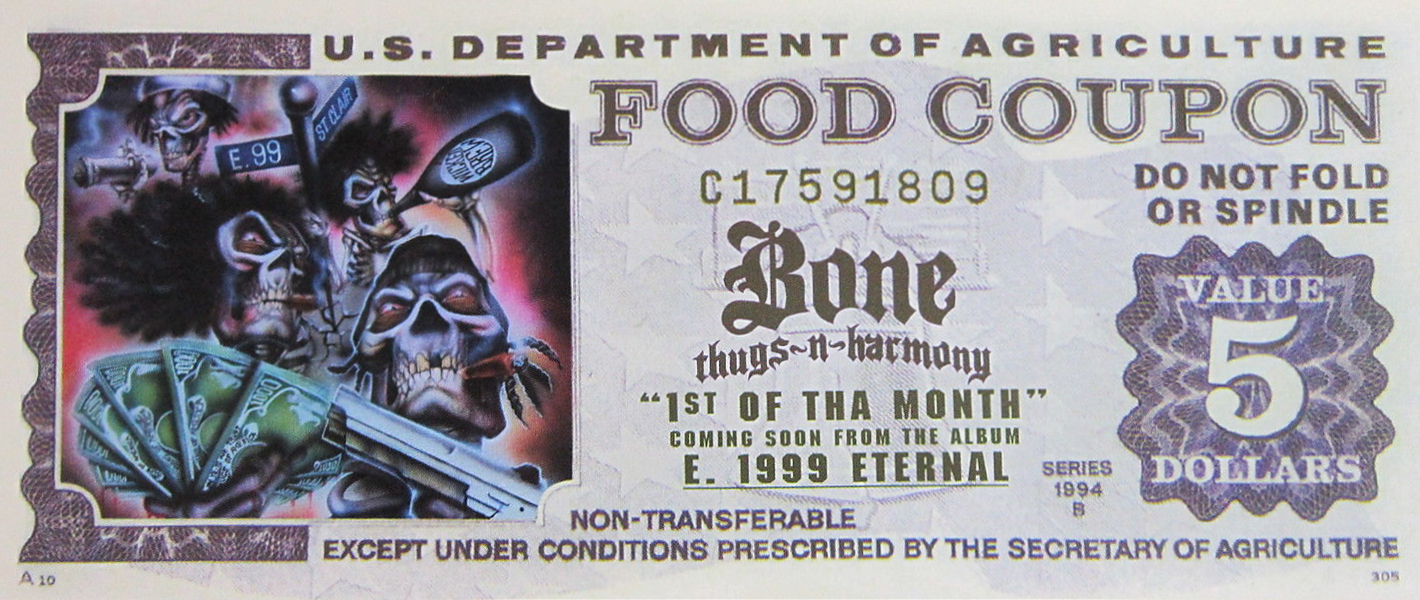 U.S. DEPARTMENT OF AGRICULTURE
FOOD COUPON
C17591809
DO NOT FOLD
OR SPINDLE
E.99
ST·CLAIR
Bone
thugs~n~harmony
“1ST OF THA MONTH”
COMING SOON FROM THE ALBUM
E. 1999 ETERNAL
SERIES
1994
B
VALUE
5
DOLLARS
NON-TRANSFERABLE
EXCEPT UNDER CONDITIONS PRESCRIBED BY THE SECRETARY OF AGRICULTURE
A 10
305